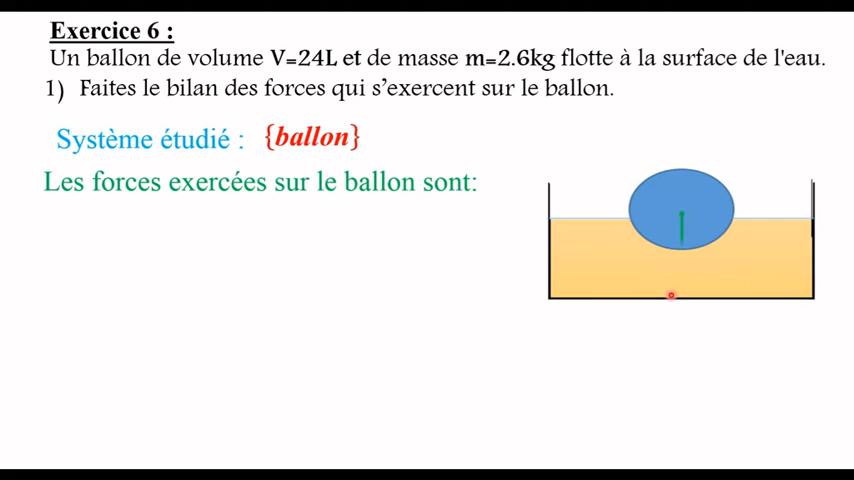 Exercice 6 :
Un ballon de volume V=24L et de masse m=2.6kg flotte à la surface de l'eau.
1) Faites le bilan des forces qui s’exercent sur le ballon.
Système étudié : {ballon}
Les forces exercées sur le ballon sont: